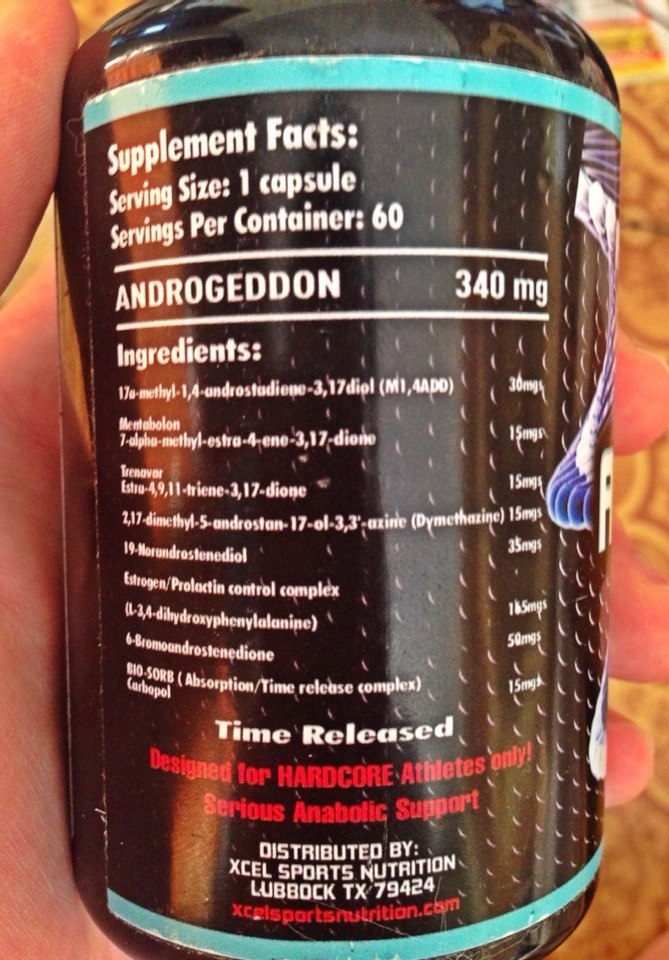 Supplement Facts:
Serving Size: 1 capsule
Servings Per Container: 60
ANDROGEDDON 340 mg
Ingredients:
17a-methyl-1,4-androstadiene-3,17diol (M1,4ADD) 30mgs
Mentabolon
7-alpha-methyl-estra-4-ene-3,17-dione 15mgs
Trenavar
Estra-4,9,11-triene-3,17-dione 15mgs
2,17-dimethyl-5-androstan-17-ol-3,3'-azine (Dymethazine) 15mgs
19-Norandrostenediol 35mgs
Estrogen/Prolactin control complex
(L-3,4-dihydroxyphenylalanine) 165mgs
6-Bromoandrostenedione 50mgs
BIO-SORB ( Absorption/Time release complex) 15mgs
Carbopol
Time Released
Designed for HARDCORE Athletes only!
Serious Anabolic Support
DISTRIBUTED BY:
XCEL SPORTS NUTRITION
LUBBOCK TX 79424
xcelsportsnutrition.com